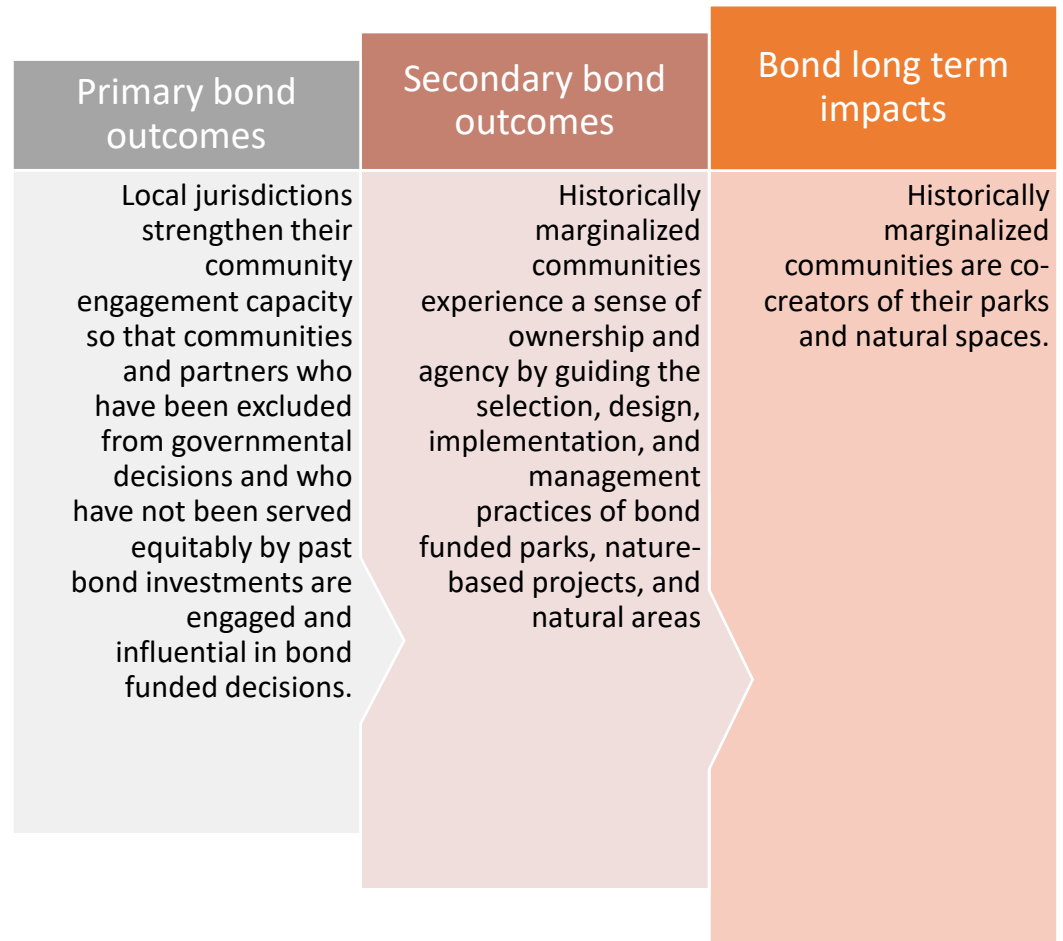 Primary bond
outcomes
Local jurisdictions
strengthen their
community
engagement capacity
so that communities
and partners who
have been excluded
from governmental
decisions and who
have not been served
equitably by past
bond investments are
engaged and
influential in bond
funded decisions.
Secondary bond
outcomes
Historically
marginalized
communities
experience a sense of
ownership and
agency by guiding the
selection, design,
implementation, and
management
practices of bond
funded parks, nature-
based projects, and
natural areas
Bond long term
impacts
Historically
marginalized
communities are co-
creators of their parks
and natural spaces.